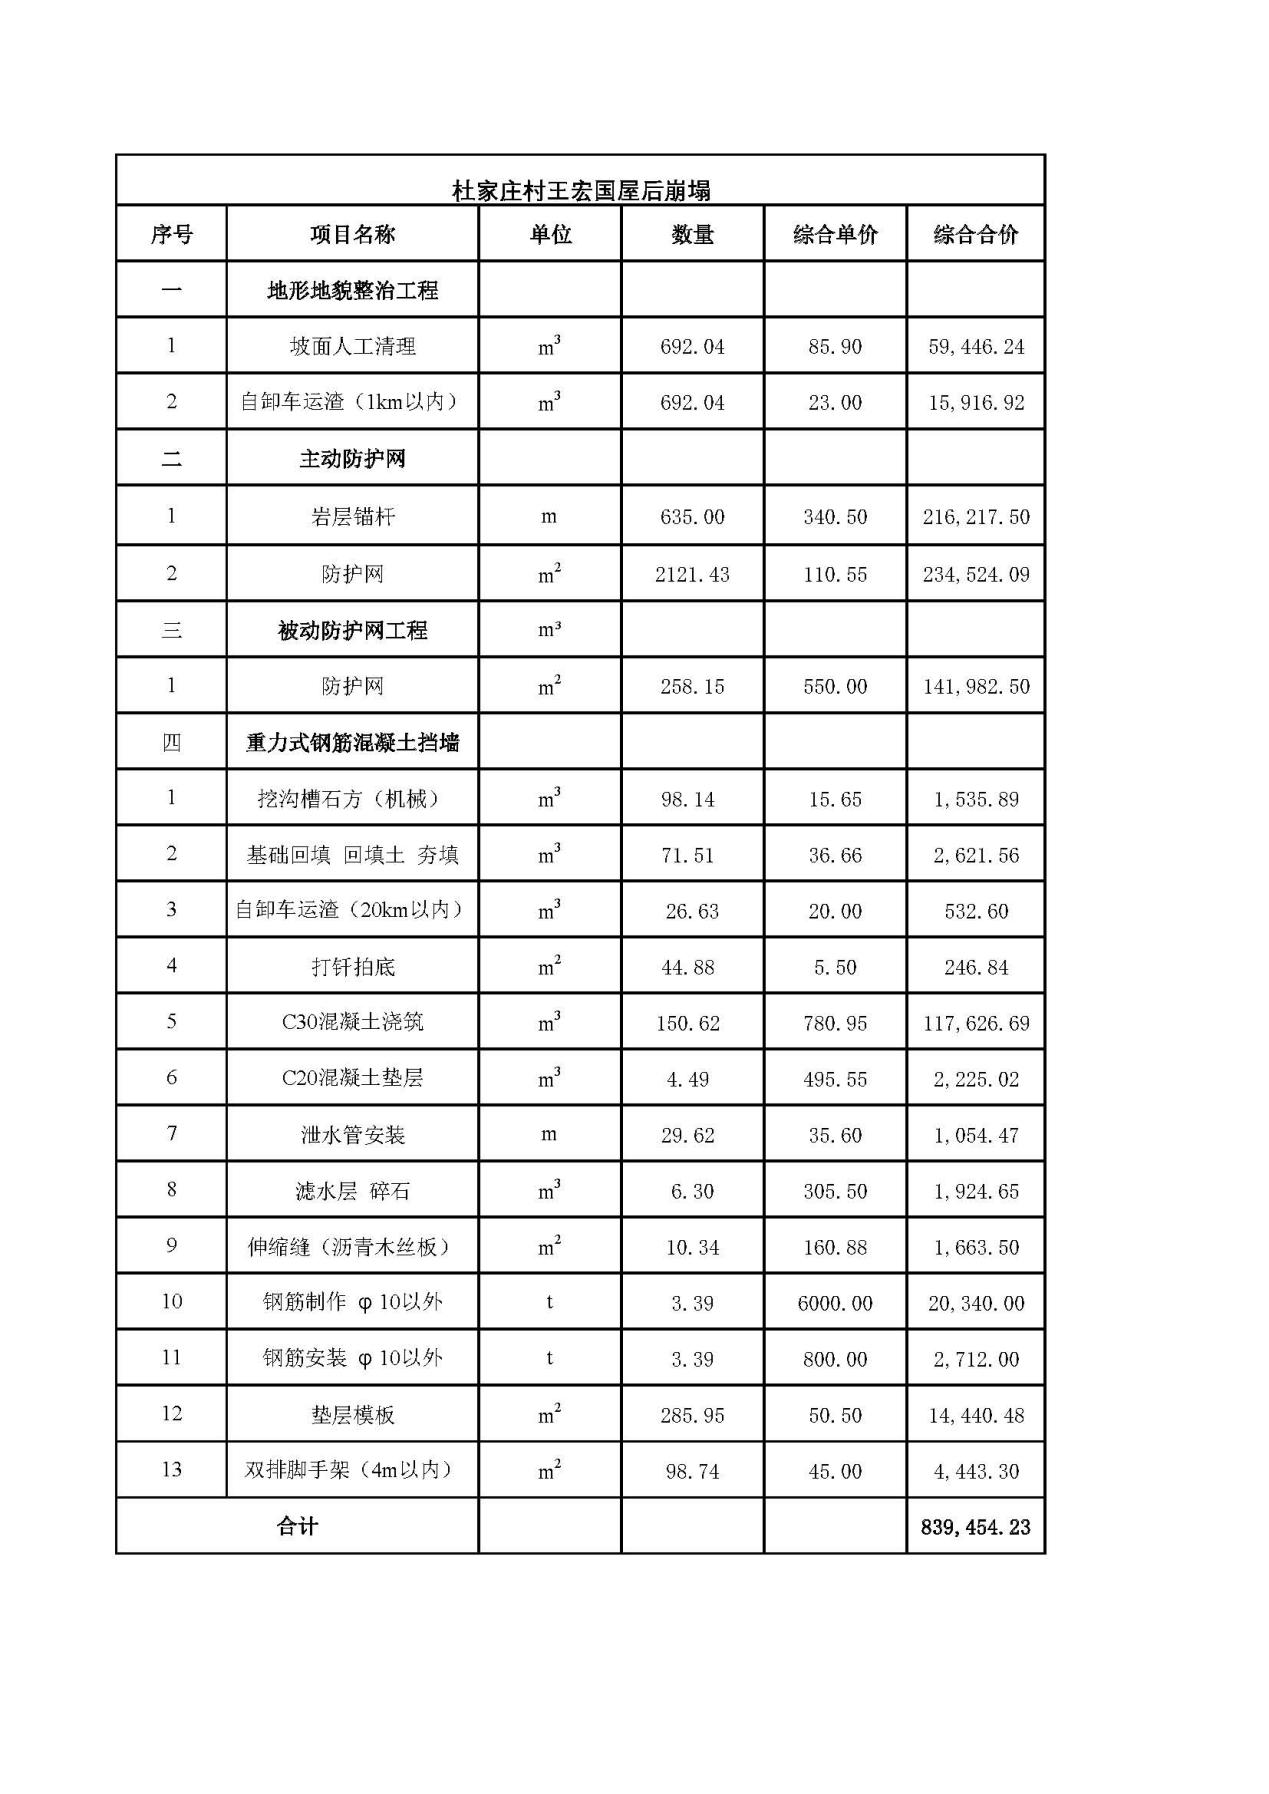 杜家庄村王宏国屋后崩塌
序号 项目名称 单位 数量 综合单价 综合合价
一 地形地貌整治工程
1 坡面人工清理 m³ 692.04 85.90 59,446.24
2 自卸车运渣（1km以内） m³ 692.04 23.00 15,916.92
二 主动防护网
1 岩层锚杆 m 635.00 340.50 216,217.50
2 防护网 m² 2121.43 110.55 234,524.09
三 被动防护网工程 m³
1 防护网 m² 258.15 550.00 141,982.50
四 重力式钢筋混凝土挡墙
1 挖沟槽石方（机械） m³ 98.14 15.65 1,535.89
2 基础回填 回填土 夯填 m³ 71.51 36.66 2,621.56
3 自卸车运渣（20km以内） m³ 26.63 20.00 532.60
4 打钎拍底 m² 44.88 5.50 246.84
5 C30混凝土浇筑 m³ 150.62 780.95 117,626.69
6 C20混凝土垫层 m³ 4.49 495.55 2,225.02
7 泄水管安装 m 29.62 35.60 1,054.47
8 滤水层 碎石 m³ 6.30 305.50 1,924.65
9 伸缩缝（沥青木丝板） m² 10.34 160.88 1,663.50
10 钢筋制作 φ10以外 t 3.39 6000.00 20,340.00
11 钢筋安装 φ10以外 t 3.39 800.00 2,712.00
12 垫层模板 m² 285.95 50.50 14,440.48
13 双排脚手架（4m以内） m² 98.74 45.00 4,443.30
合计 839,454.23